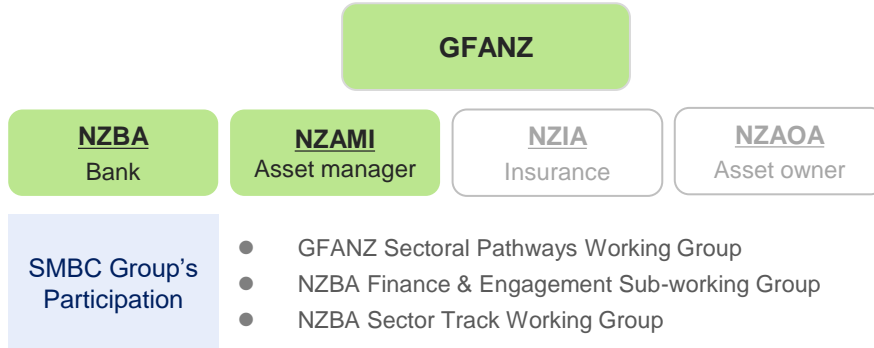 GFANZ
NZBA
Bank
NZAMI
Asset manager
NZIA
Insurance
NZAOA
Asset owner
SMBC Group's
Participation
● GFANZ Sectoral Pathways Working Group
● NZBA Finance & Engagement Sub-working Group
● NZBA Sector Track Working Group